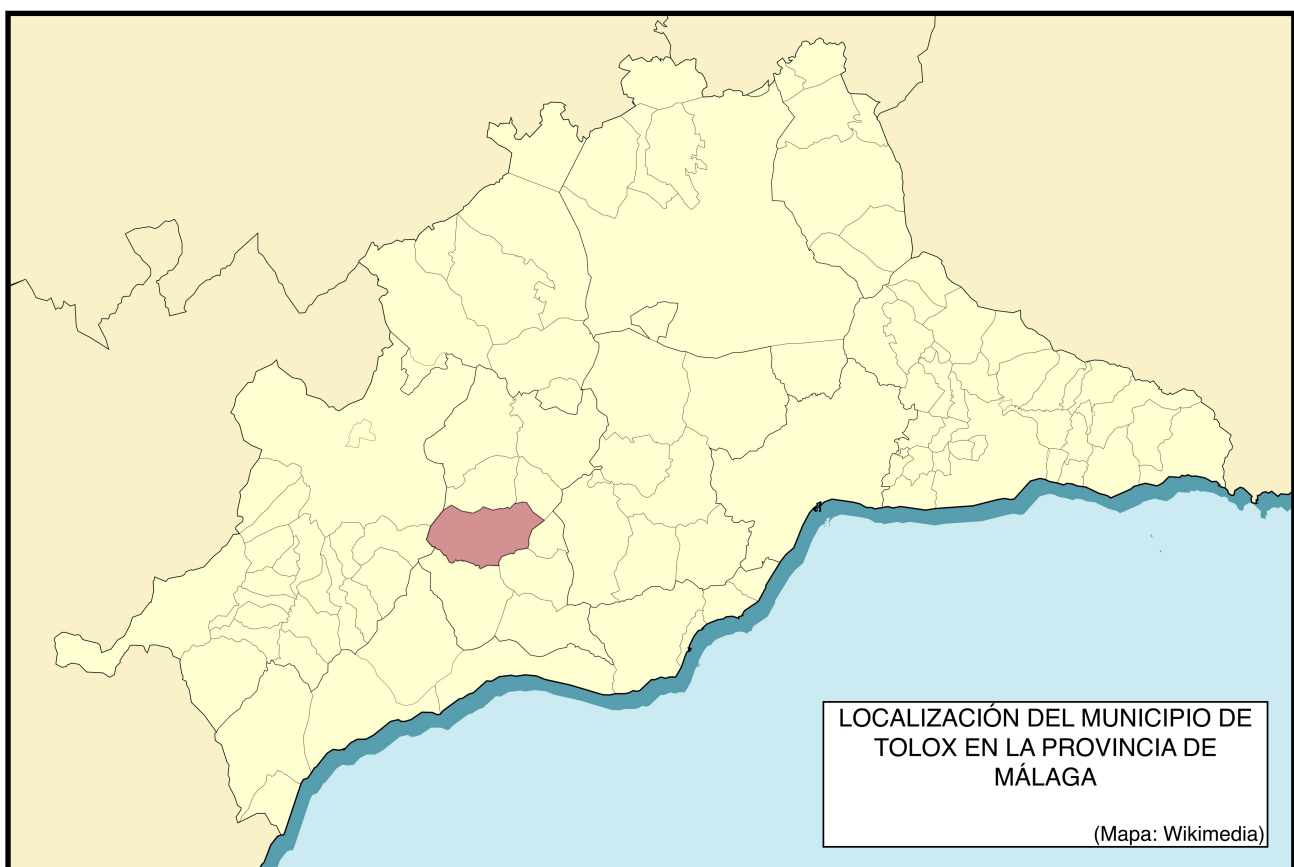 LOCALIZACIÓN DEL MUNICIPIO DE
TOLOX EN LA PROVINCIA DE
MÁLAGA
(Mapa: Wikimedia)